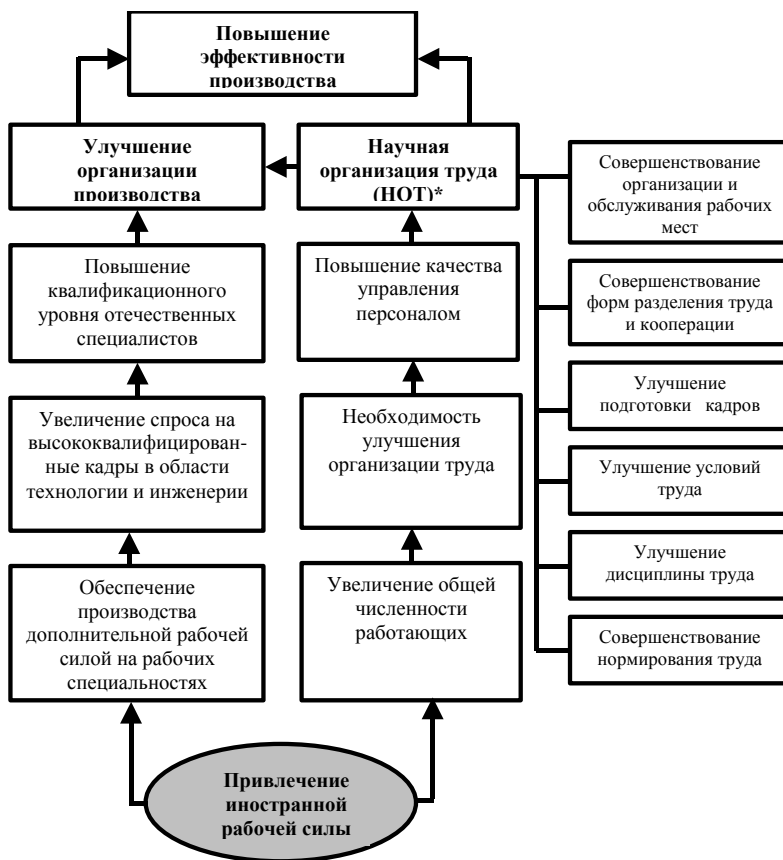 Повышение
эффективности
производства
Улучшение
организации
производства
Научная
организация труда
(НОТ)*
Совершенствование
организации и
обслуживания рабочих
мест
Повышение
квалификационного
уровня отечественных
специалистов
Повышение качества
управления
персоналом
Совершенствование
форм разделения труда
и кооперации
Увеличение спроса на
высококвалифицирован-
ные кадры в области
технологии и инженерии
Необходимость
улучшения
организации труда
Улучшение
подготовки кадров
Улучшение условий
труда
Обеспечение
производства
дополнительной рабочей
силой на рабочих
специальностях
Увеличение общей
численности
работающих
Улучшение
дисциплины труда
Совершенствование
нормирования труда
Привлечение
иностранной
рабочей силы